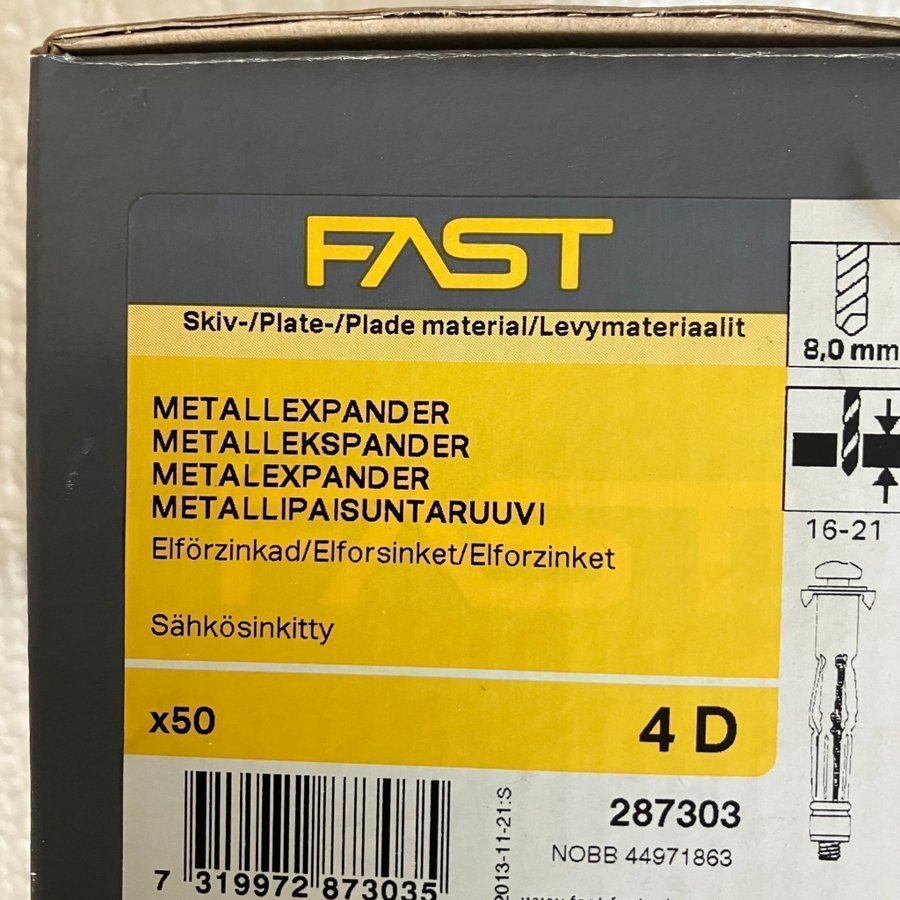 FAST
Skiv-/Plate-/Plade material/Levymateriaalit
8,0 mm
METALLEXPANDER
METALLEKSPANDER
METALEXPANDER
METALLIPAISUNTARUUVI
Elförzinkad/Elforsinket/Elforzinket
Sähkösinkitty
16-21
x50
4 D
287303
NOBB 44971863
2013-11-21:S
7 319972 873035